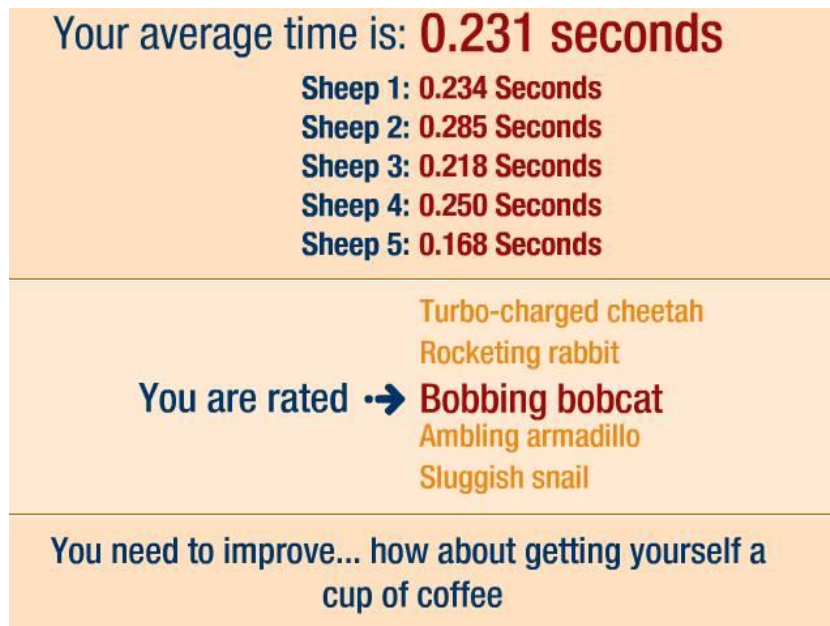 Your average time is: 0.231 seconds
Sheep 1: 0.234 Seconds
Sheep 2: 0.285 Seconds
Sheep 3: 0.218 Seconds
Sheep 4: 0.250 Seconds
Sheep 5: 0.168 Seconds
Turbo-charged cheetah
Rocketing rabbit
You are rated Bobbing bobcat
Ambling armadillo
Sluggish snail
You need to improve... how about getting yourself a
cup of coffee